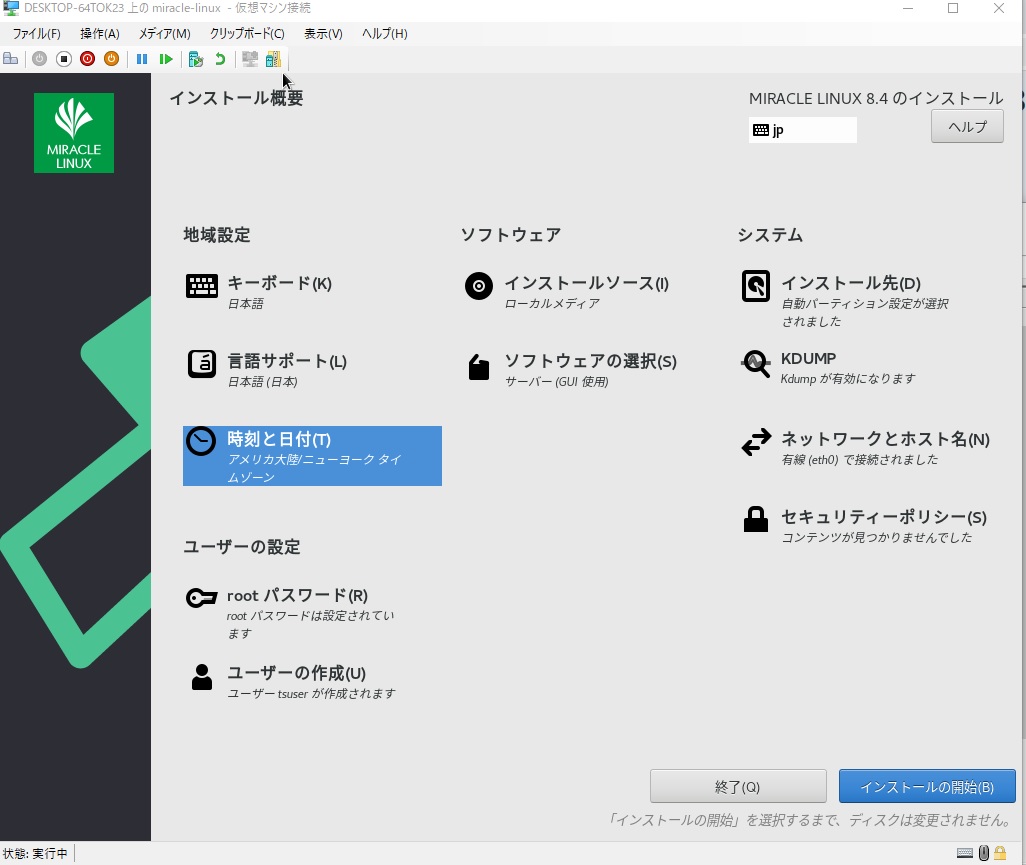 DESKTOP-64TOK23 上の miracle-linux - 仮想マシン接続
ファイル(F) 操作(A) メディア(M) クリップボード(C) 表示(V) ヘルプ(H)
MIRACLE
LINUX
インストール概要
MIRACLE LINUX 8.4 のインストール
jp
ヘルプ
地域設定
キーボード(K)
日本語
言語サポート(L)
日本語 (日本)
時刻と日付(T)
アメリカ大陸/ニューヨーク タイ
ムゾーン
ソフトウェア
インストールソース(I)
ローカルメディア
ソフトウェアの選択(S)
サーバー (GUI 使用)
システム
インストール先(D)
自動パーティション設定が選択
されました
KDUMP
Kdump が有効になります
ネットワークとホスト名(N)
有線 (eth0) で接続されました
セキュリティーポリシー(S)
コンテンツが見つかりませんでした
ユーザーの設定
root パスワード(R)
root パスワードは設定されてい
ます
ユーザーの作成(U)
ユーザー tsuser が作成されます
終了(Q)
インストールの開始(B)
「インストールの開始」を選択するまで、ディスクは変更されません。
状態: 実行中